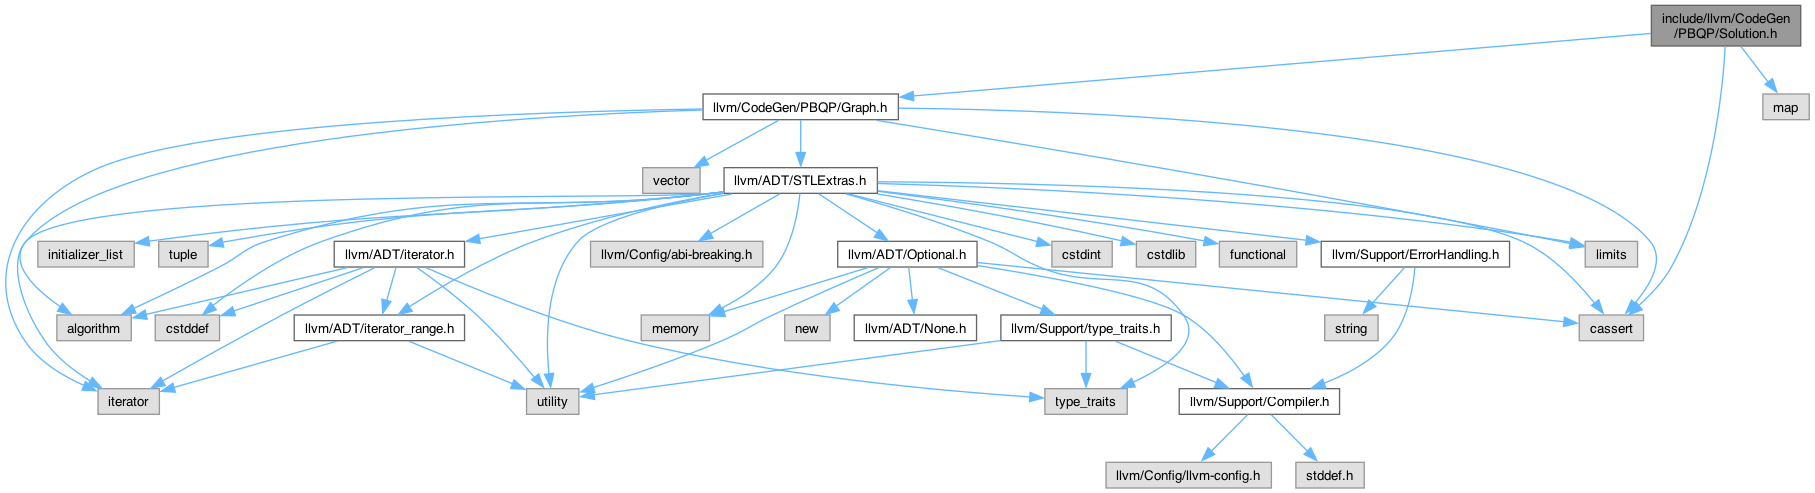 include/llvm/CodeGen
/PBQP/Solution.h
llvm/CodeGen/PBQP/Graph.h
map
vector
llvm/ADT/STLExtras.h
initializer_list
tuple
llvm/ADT/iterator.h
llvm/Config/abi-breaking.h
llvm/ADT/Optional.h
cstdint
cstdlib
functional
llvm/Support/ErrorHandling.h
limits
algorithm
cstddef
llvm/ADT/iterator_range.h
memory
new
llvm/ADT/None.h
llvm/Support/type_traits.h
string
cassert
iterator
utility
type_traits
llvm/Support/Compiler.h
llvm/Config/llvm-config.h
stddef.h